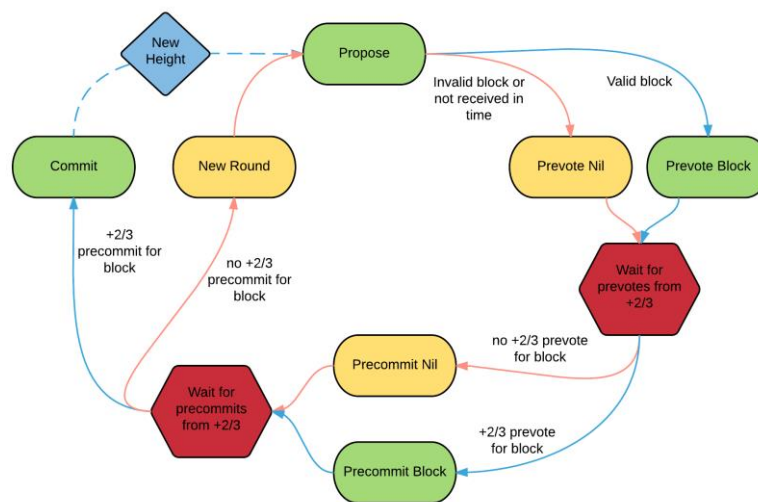 New
Height
Propose
Invalid block or
not received in
time
Valid block
Commit
New Round
Prevote Nil
Prevote Block
+2/3
precommit for
block
no +2/3
precommit for
block
Wait for
prevotes from
+2/3
no +2/3 prevote
for block
Precommit Nil
Wait for
precommits
from +2/3
+2/3 prevote
for block
Precommit Block